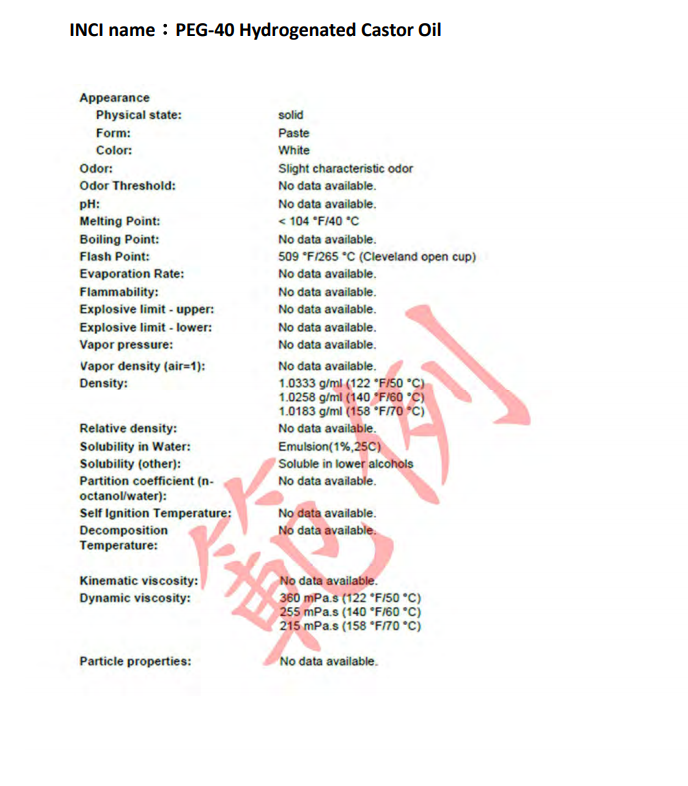 INCI name：PEG-40 Hydrogenated Castor Oil
Appearance
Physical state: solid
Form: Paste
Color: White
Odor: Slight characteristic odor
Odor Threshold: No data available.
pH: No data available.
Melting Point: < 104 °F/40 °C
Boiling Point: No data available.
Flash Point: 509 °F/265 °C (Cleveland open cup)
Evaporation Rate: No data available.
Flammability: No data available.
Explosive limit - upper: No data available.
Explosive limit - lower: No data available.
Vapor pressure: No data available.
Vapor density (air=1): No data available.
Density: 1.0333 g/ml (122 °F/50 °C)
1.0258 g/ml (140 °F/60 °C)
1.0183 g/ml (158 °F/70 °C)
Relative density: No data available.
Solubility in Water: Emulsion(1%,25C)
Solubility (other): Soluble in lower alcohols
Partition coefficient (n- No data available.
octanol/water):
Self Ignition Temperature: No data available.
Decomposition No data available.
Temperature:
Kinematic viscosity: No data available.
Dynamic viscosity: 360 mPa.s (122 °F/50 °C)
255 mPa.s (140 °F/60 °C)
215 mPa.s (158 °F/70 °C)
Particle properties: No data available.
範例